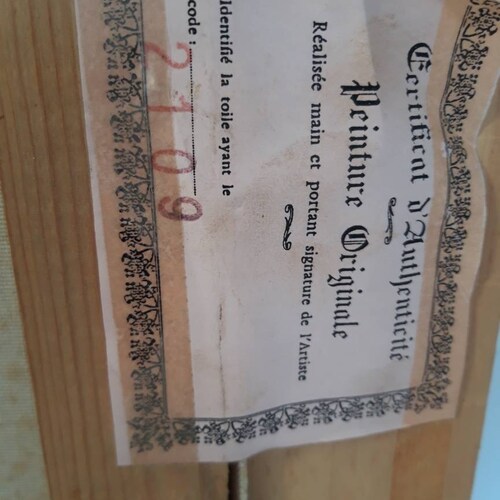 Certificat d'Authenticité
Peinture Originale
Réalisée main et portant signature de l'Artiste
identifié la toile ayant le
code : 2109